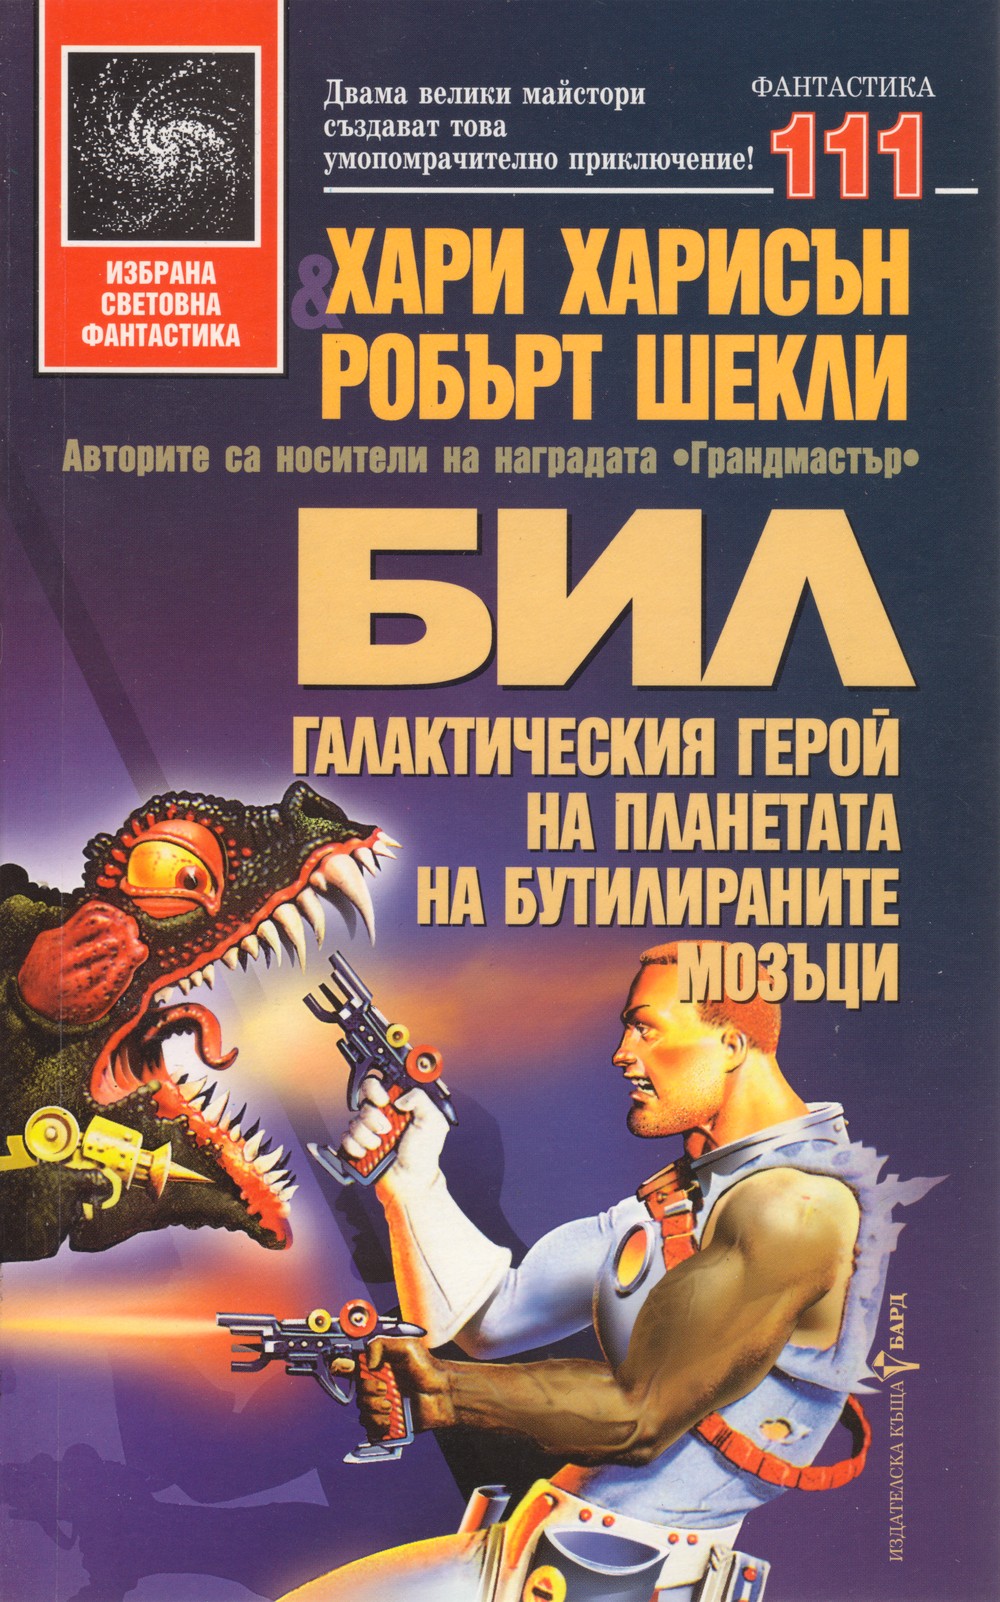 ИЗБРАНА
СВЕТОВНА
ФАНТАСТИКА
Двама велики майстори
създават това
умопомрачително приключение!
ФАНТАСТИКА
111
ХАРИ ХАРИСЪН
& РОБЪРТ ШЕКЛИ
Авторите са носители на наградата •Грандмастър•
БИЛ
ГАЛАКТИЧЕСКИЯ ГЕРОЙ
НА ПЛАНЕТАТА
НА БУТИЛИРАНИТЕ
МОЗЪЦИ
ИЗДАТЕЛСКА КЪЩА БАРД